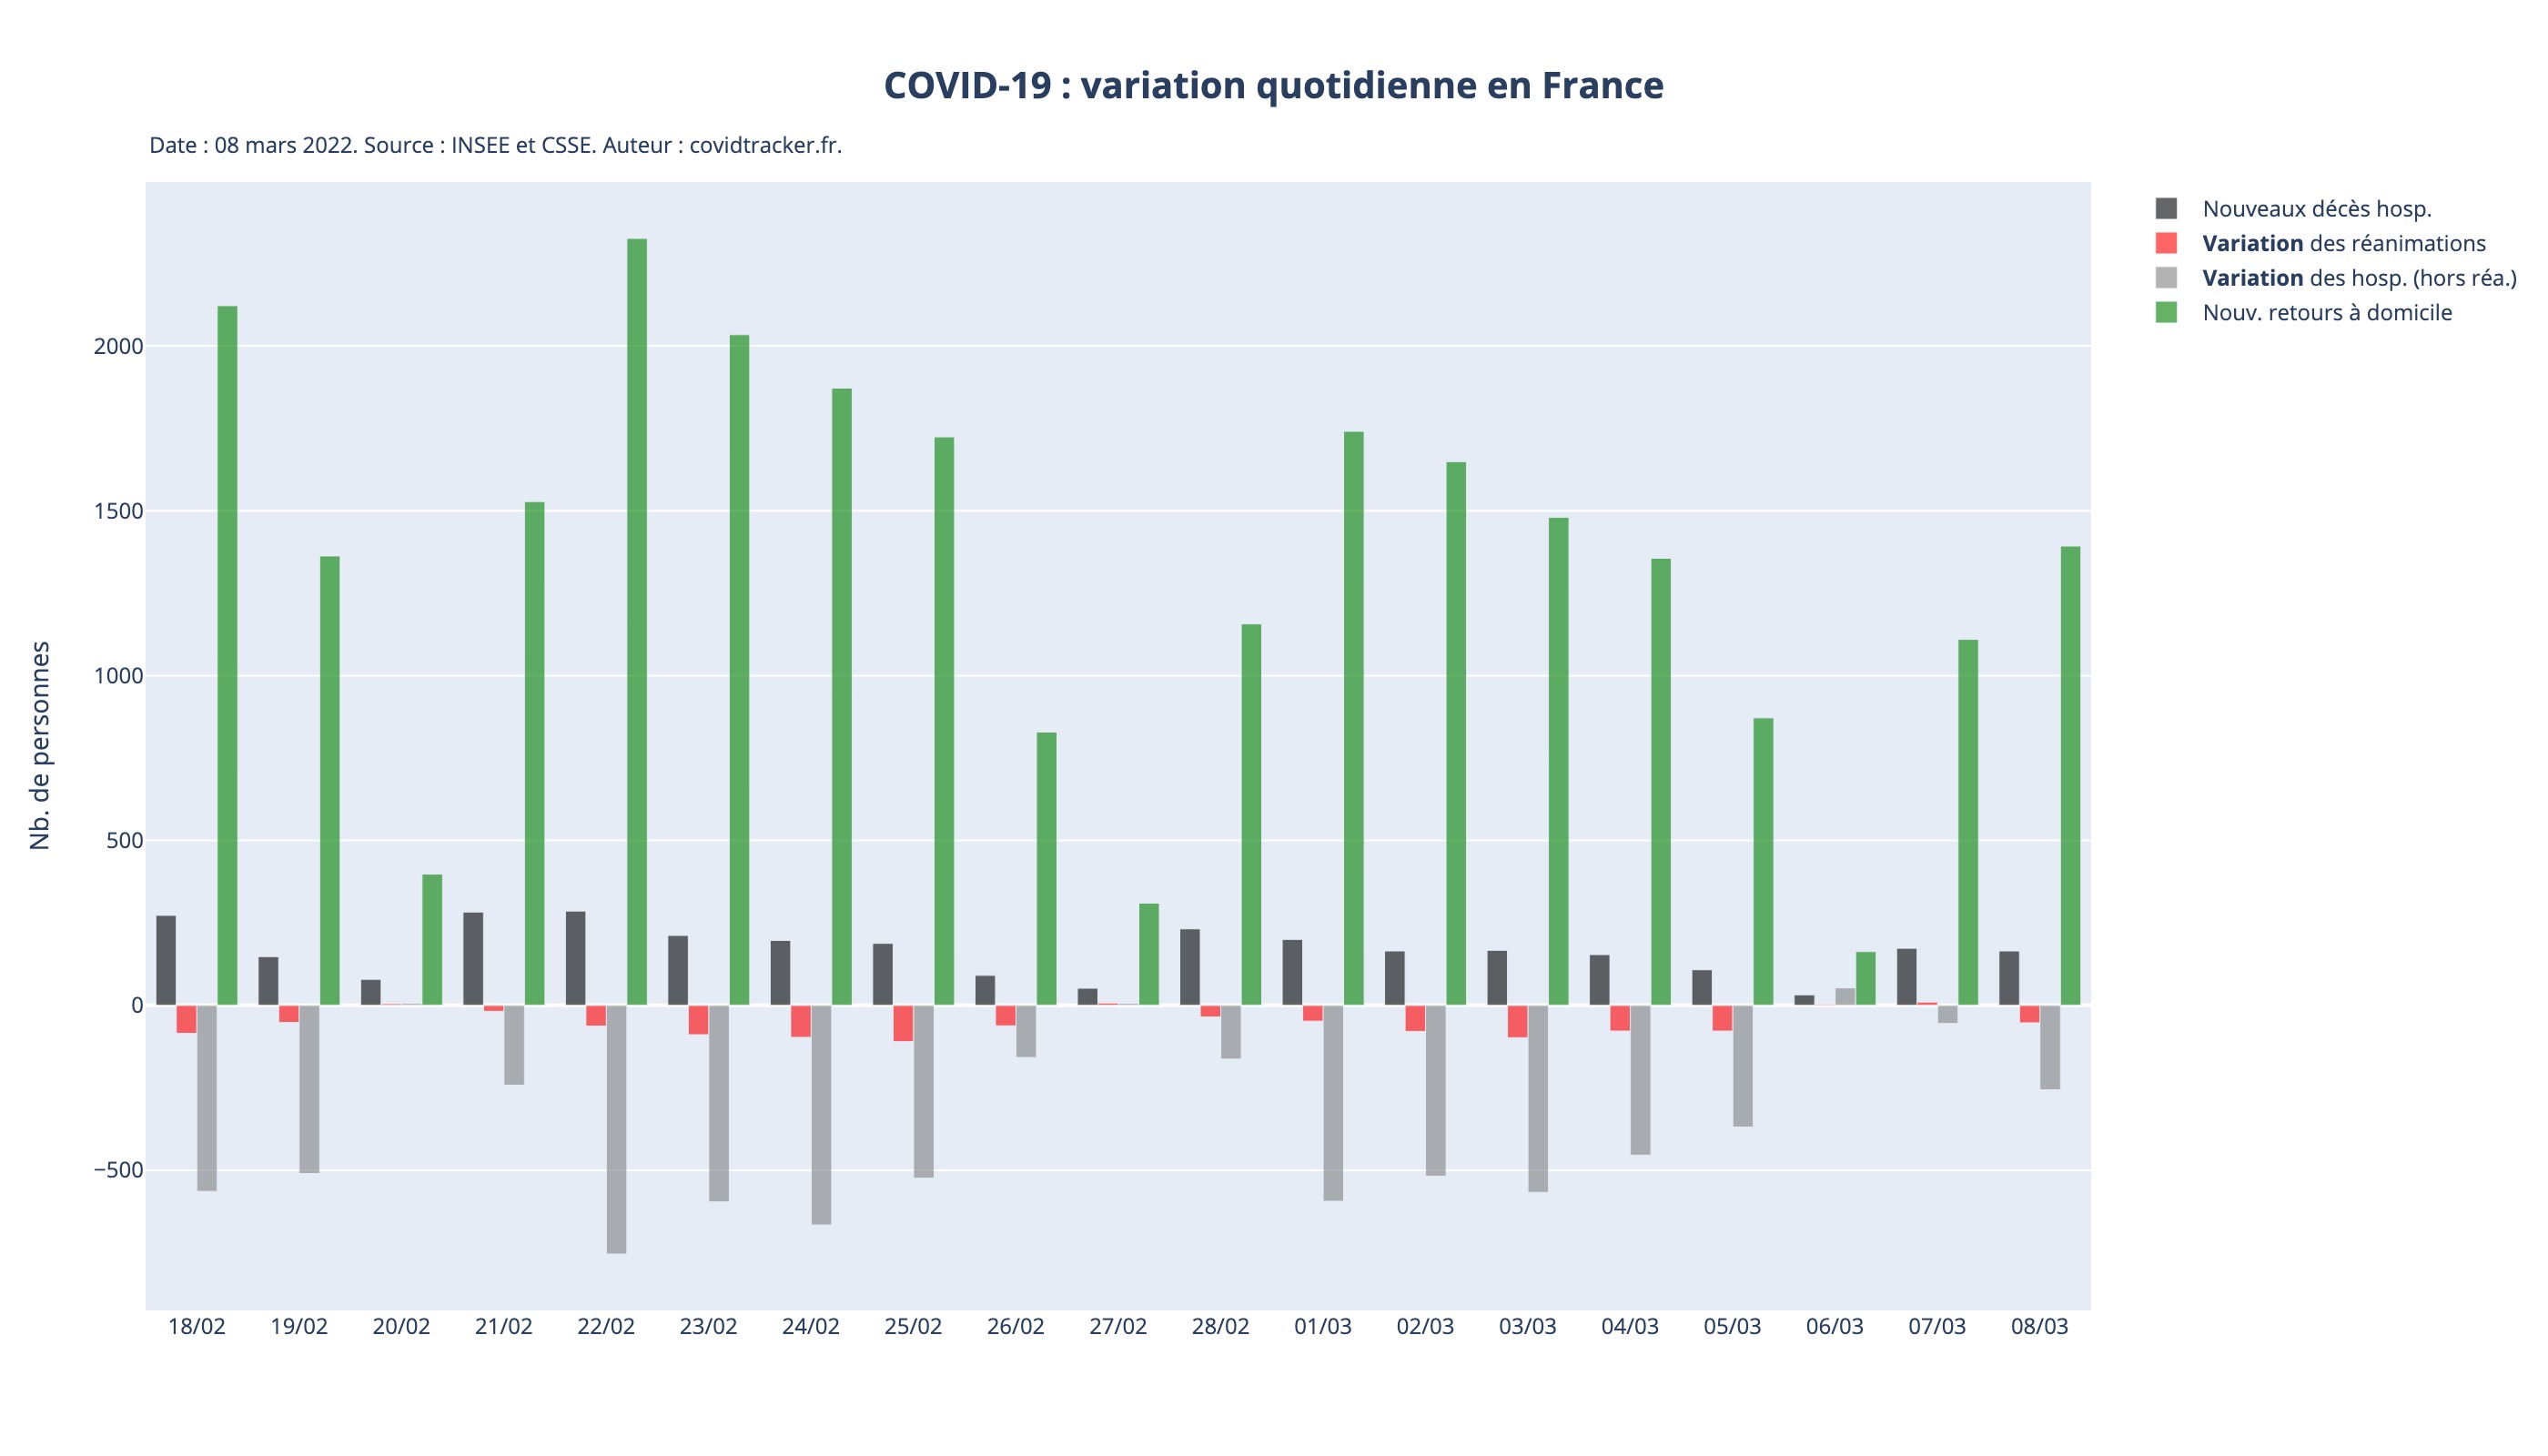 COVID-19 : variation quotidienne en France
Date : 08 mars 2022. Source : INSEE et CSSE. Auteur : covidtracker.fr.
Nouveaux décès hosp.
Variation des réanimations
Variation des hosp. (hors réa.)
Nouv. retours à domicile
Nb. de personnes
2000
1500
1000
500
0
−500
18/02 19/02 20/02 21/02 22/02 23/02 24/02 25/02 26/02 27/02 28/02 01/03 02/03 03/03 04/03 05/03 06/03 07/03 08/03